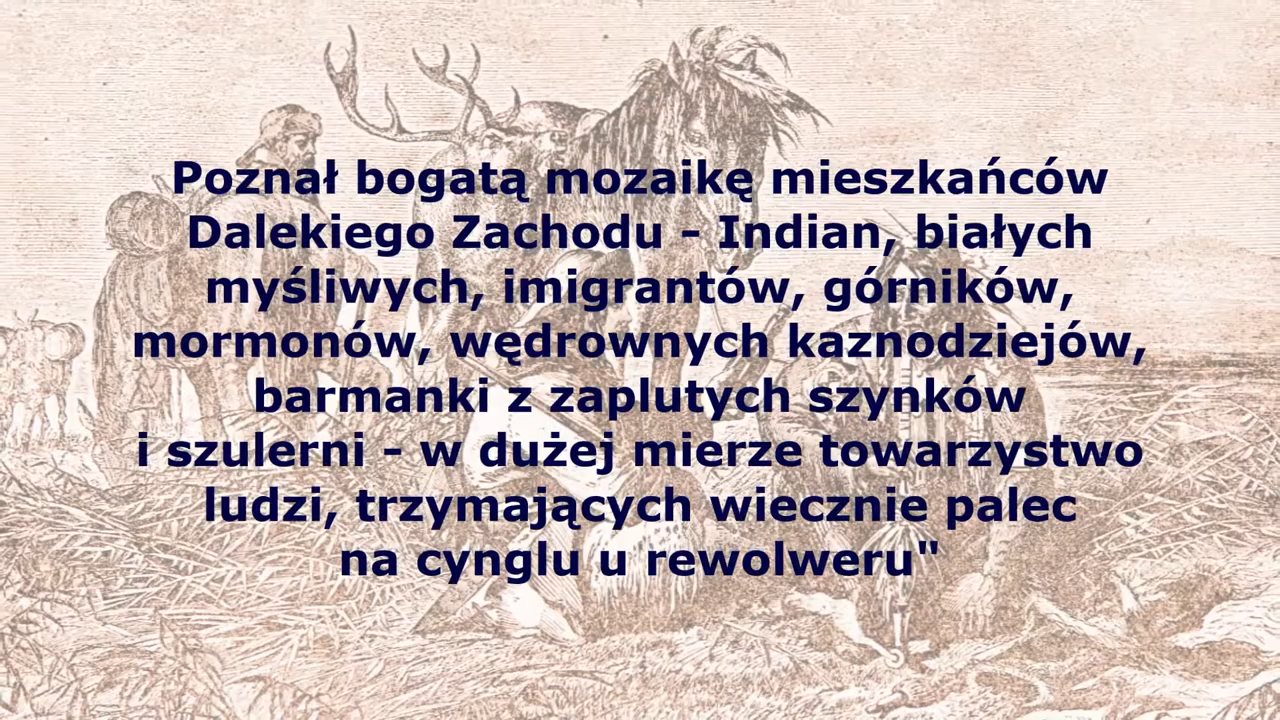 Poznał bogatą mozaikę mieszkańców
Dalekiego Zachodu - Indian, białych
myśliwych, imigrantów, górników,
mormonów, wędrownych kaznodziejów,
barmanki z zaplutych szynków
i szulerni - w dużej mierze towarzystwo
ludzi, trzymających wiecznie palec
na cynglu u rewolweru"